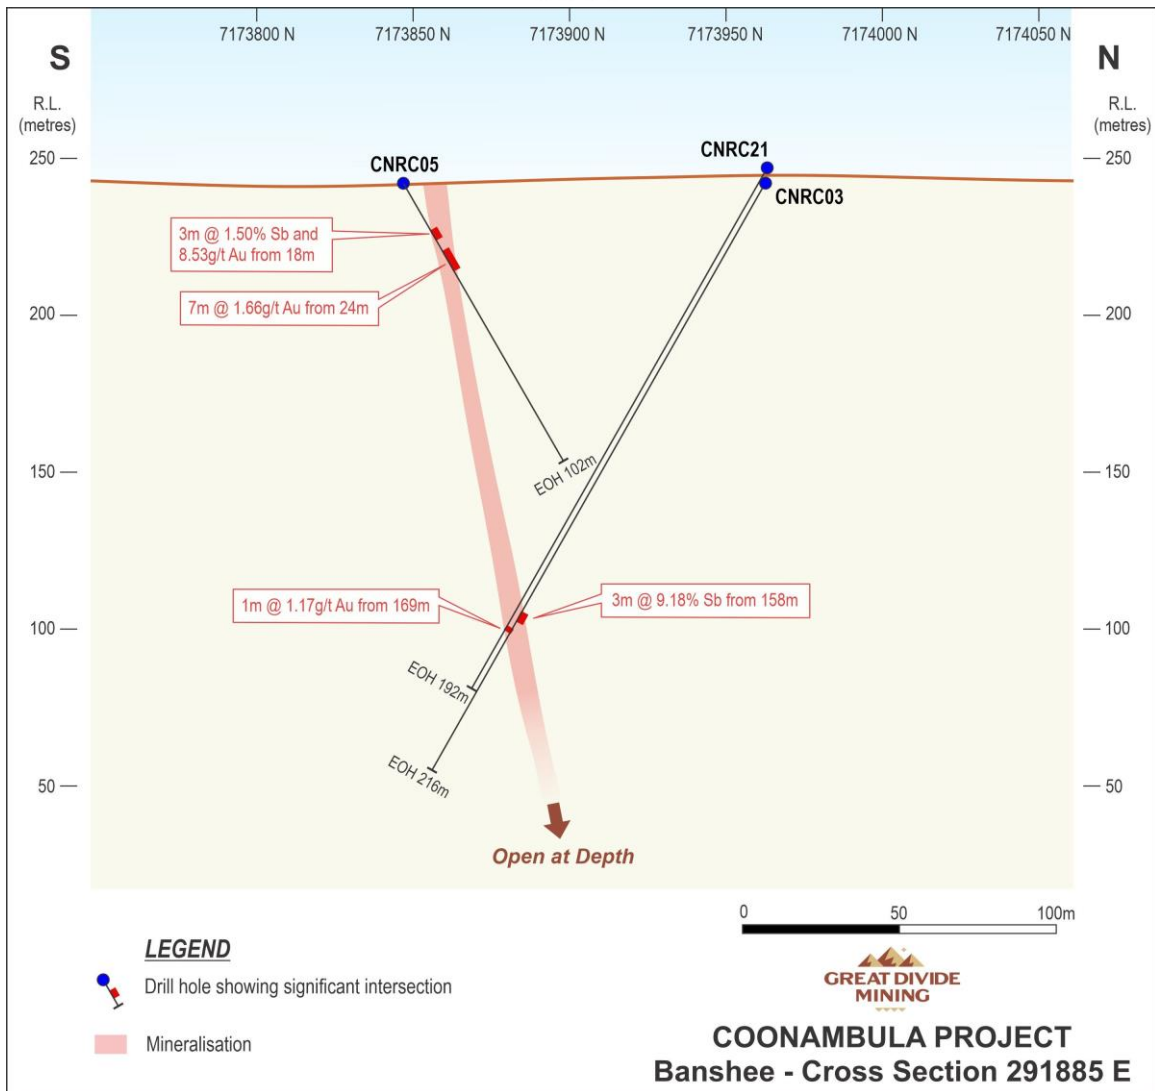 7173800 N
7173850 N
7173900 N
7173950 N
7174000 N
7174050 N
S
N
R.L.
(metres)
R.L.
(metres)
250
250
CNRC05
CNRC21
CNRC03
3m @ 1.50% Sb and
8.53g/t Au from 18m
7m @ 1.66g/t Au from 24m
200
200
150
150
EOH 102m
1m @ 1.17g/t Au from 169m
3m @ 9.18% Sb from 158m
100
100
EOH 192m
EOH 216m
50
50
Open at Depth
0
50
100m
LEGEND
Drill hole showing significant intersection
Mineralisation
GREAT DIVIDE
MINING
COONAMBULA PROJECT
Banshee - Cross Section 291885 E